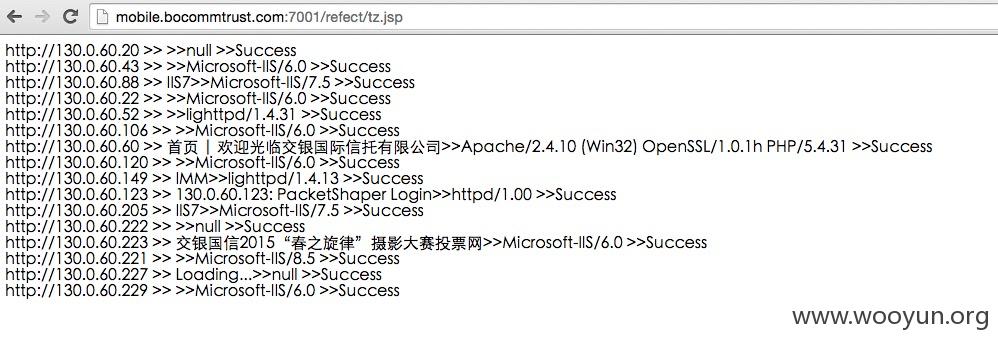 mobile.bocommtrust.com:7001/refect/tz.jsp
http://130.0.60.20 >> >>null >>Success
http://130.0.60.43 >> >>Microsoft-IIS/6.0 >>Success
http://130.0.60.88 >> IIS7>>Microsoft-IIS/7.5 >>Success
http://130.0.60.22 >> >>Microsoft-IIS/6.0 >>Success
http://130.0.60.52 >> >>lighttpd/1.4.31 >>Success
http://130.0.60.106 >> >>Microsoft-IIS/6.0 >>Success
http://130.0.60.60 >> 首页 | 欢迎光临交银国际信托有限公司>>Apache/2.4.10 (Win32) OpenSSL/1.0.1h PHP/5.4.31 >>Success
http://130.0.60.120 >> >>Microsoft-IIS/6.0 >>Success
http://130.0.60.149 >> IMM>>lighttpd/1.4.13 >>Success
http://130.0.60.123 >> 130.0.60.123: PacketShaper Login>>httpd/1.00 >>Success
http://130.0.60.205 >> IIS7>>Microsoft-IIS/7.5 >>Success
http://130.0.60.222 >> >>null >>Success
http://130.0.60.223 >> 交银国信2015“春之旋律”摄影大赛投票网>>Microsoft-IIS/6.0 >>Success
http://130.0.60.221 >> >>Microsoft-IIS/8.5 >>Success
http://130.0.60.227 >> Loading...>>null >>Success
http://130.0.60.229 >> >>Microsoft-IIS/6.0 >>Success
www.wooyun.org